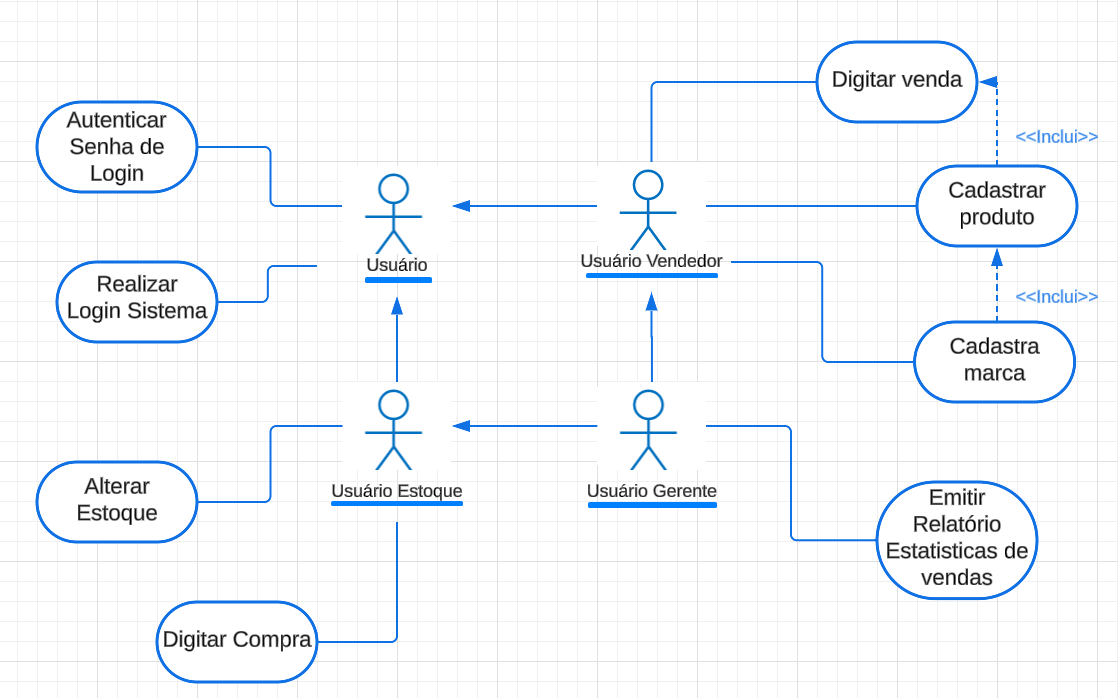 Digitar venda
Autenticar
Senha de
Login
<<Inclui>>
Cadastrar
produto
Usuário
Usuário Vendedor
Realizar
Login Sistema
<<Inclui>>
Cadastra
marca
Alterar
Estoque
Usuário Estoque
Usuário Gerente
Emitir
Relatório
Estatisticas de
vendas
Digitar Compra